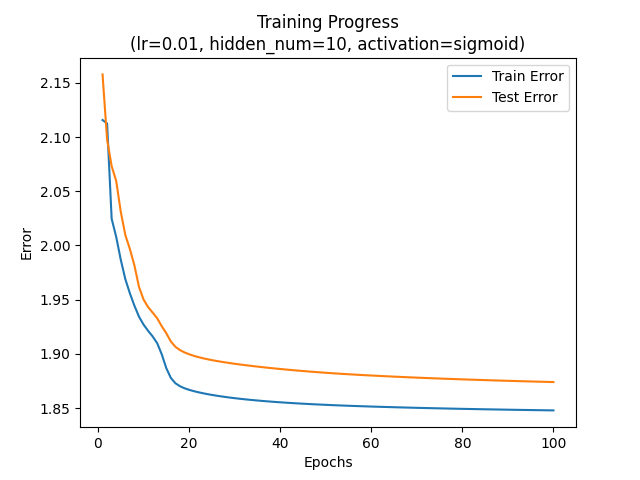 Training Progress
(lr=0.01, hidden_num=10, activation=sigmoid)
Train Error
Test Error
2.15
2.10
2.05
2.00
1.95
1.90
1.85
Error
0
20
40
60
80
100
Epochs